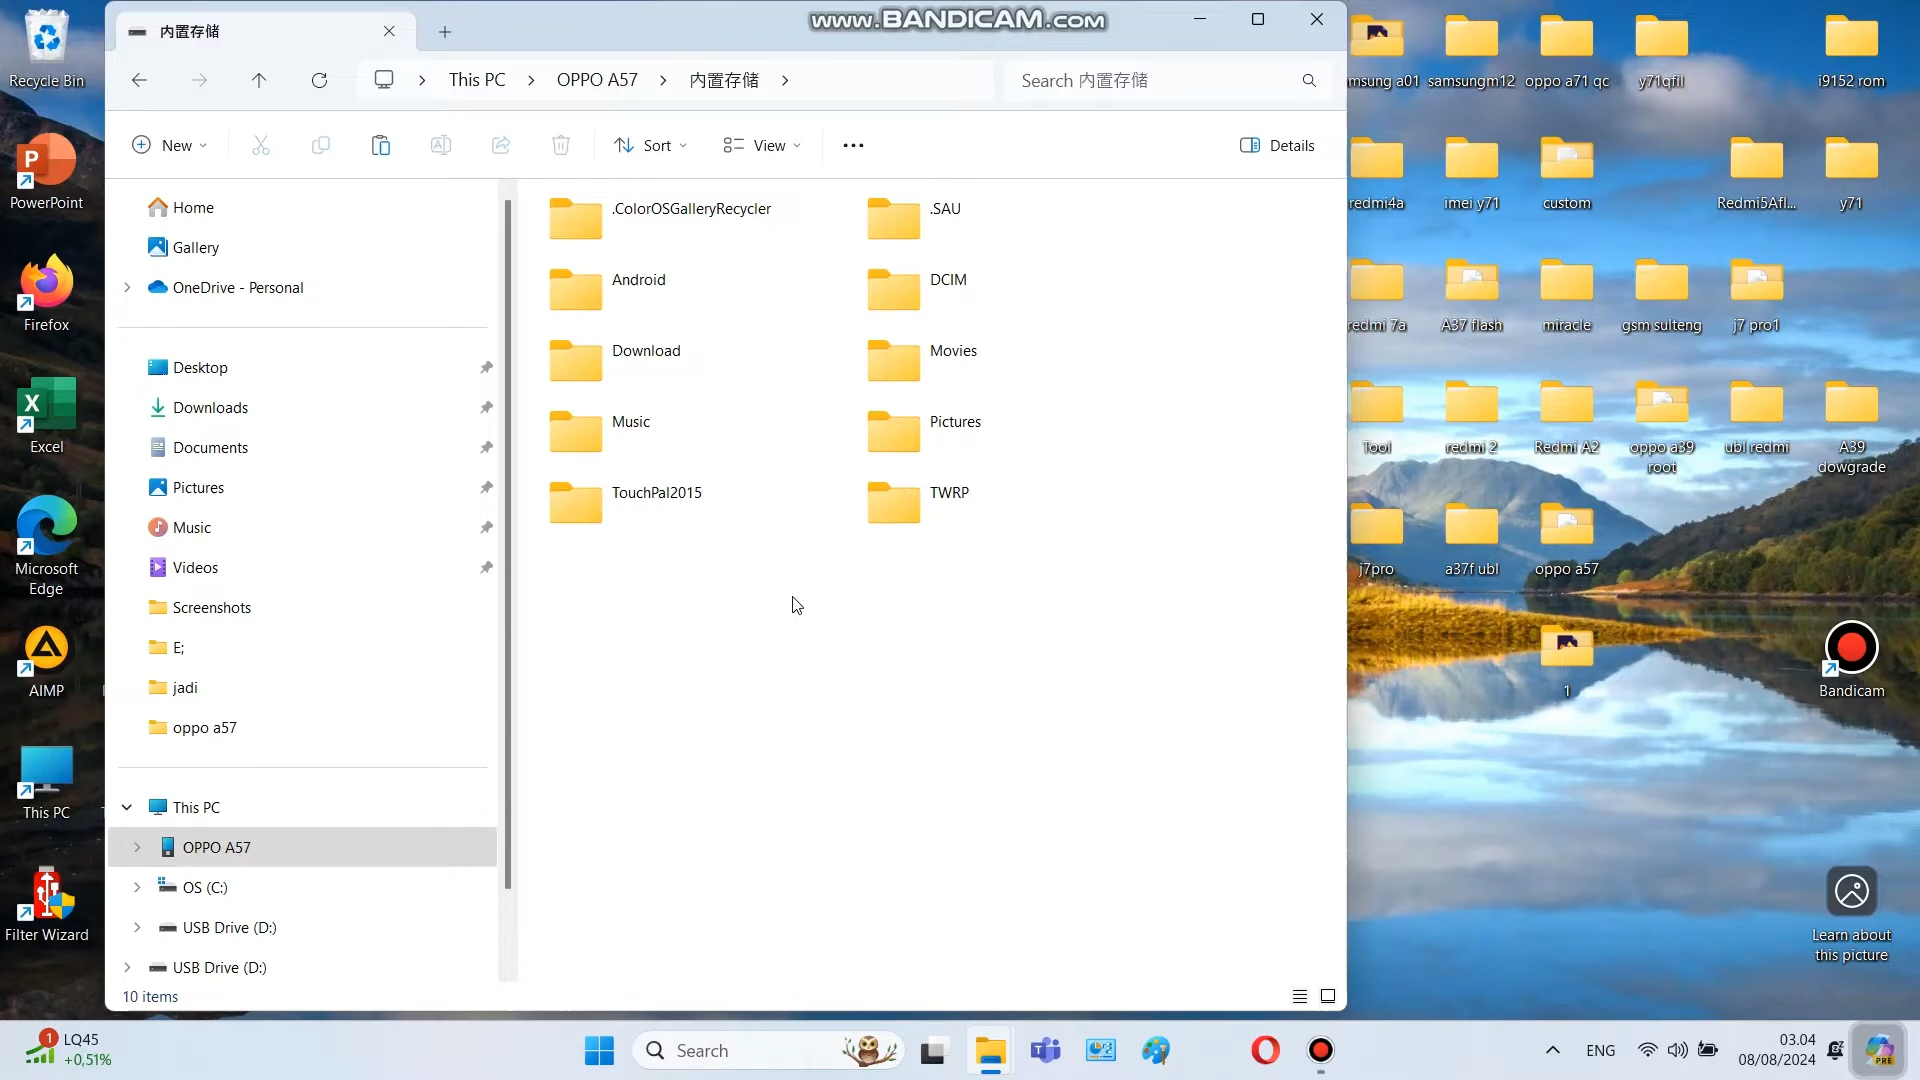 www.BANDICAM.com
内置存储
This PC
OPPO A57
内置存储
Search 内置存储
New
Sort
View
Details
Home
Gallery
OneDrive - Personal
Desktop
Downloads
Documents
Pictures
Music
Videos
Screenshots
E;
jadi
oppo a57
This PC
OPPO A57
OS (C:)
USB Drive (D:)
USB Drive (D:)
10 items
.ColorOSGalleryRecycler
.SAU
Android
DCIM
Download
Movies
Music
Pictures
TouchPal2015
TWRP
Recycle Bin
PowerPoint
Firefox
Excel
Microsoft
Edge
AIMP
This PC
Filter Wizard
msung a01
samsungm12
oppo a71 qc
y71qfil
i9152 rom
redmi4a
imei y71
custom
Redmi5Afl...
y71
redmi 7a
A37 flash
miracle
gsm sulteng
j7 pro1
Tool
redmi 2
Redmi A2
oppo a39
root
ubl redmi
A39
dowgrade
j7pro
a37f ubl
oppo a57
1
Bandicam
Learn about
this picture
1
LQ45
+0,51%
Search
ENG
03.04
08/08/2024
PRE